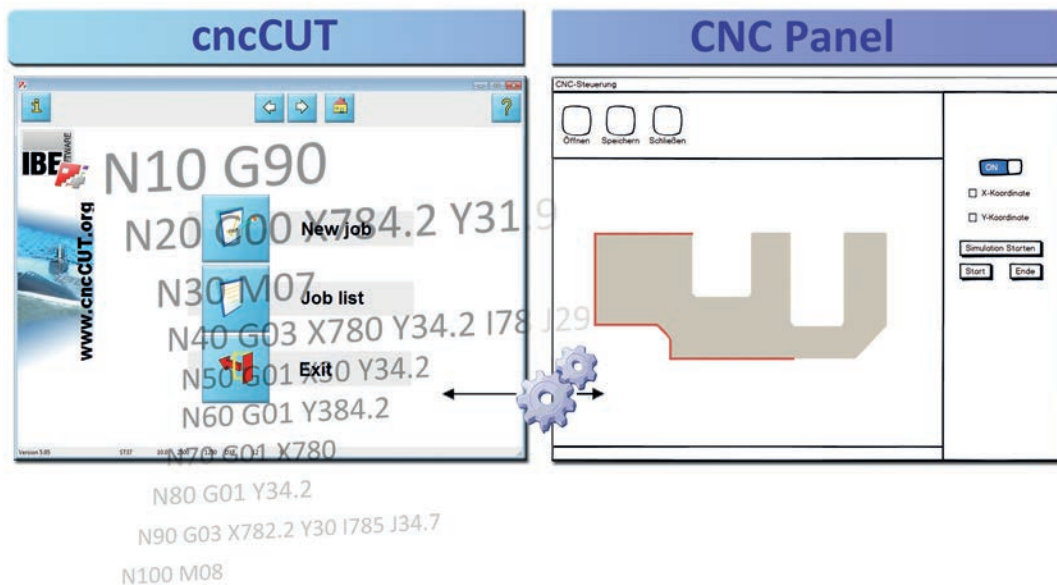 cncCUT
CNC Panel
i
?
IBE
SOFTWARE
www.cncCUT.org
N10 G90
N20 G00 X784.2 Y31.9
New job
N30 M07
Job list
N40 G03 X780 Y34.2 I78 J29
Exit
N50 G01 X30 Y34.2
N60 G01 Y384.2
N70 G01 X780
Version 5.85 ST37
N80 G01 Y34.2
N90 G03 X782.2 Y30 I785 J34.7
N100 M08
CNC-Steuerung
Öffnen Speichern Schließen
ON
X-Koordinate
Y-Koordinate
Simulation Starten
Start Ende